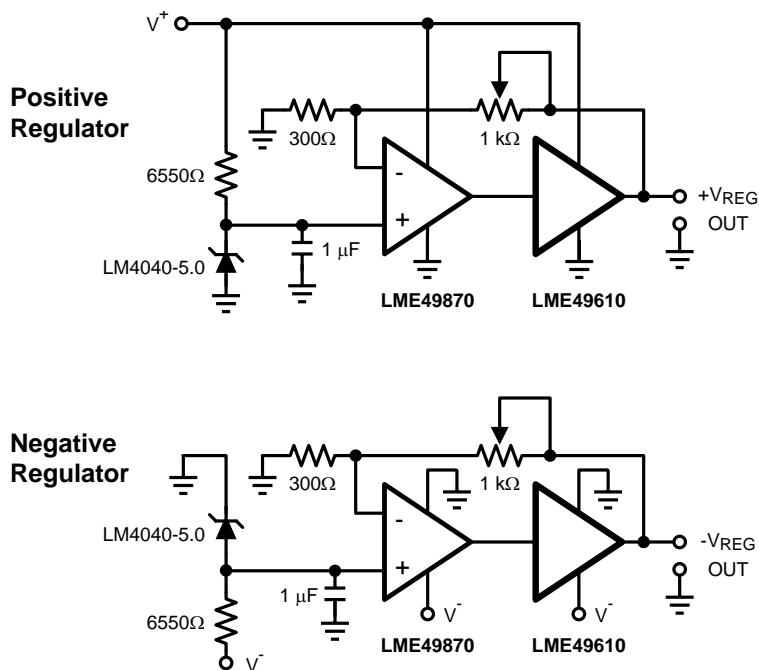 V+
Positive
Regulator
300Ω
1 kΩ
6550Ω
-
+
+VREG
OUT
LM4040-5.0
1 μF
LME49870
LME49610
Negative
Regulator
300Ω
1 kΩ
LM4040-5.0
-
+
-VREG
OUT
1 μF
6550Ω
V-
V-
LME49870
LME49610
V-